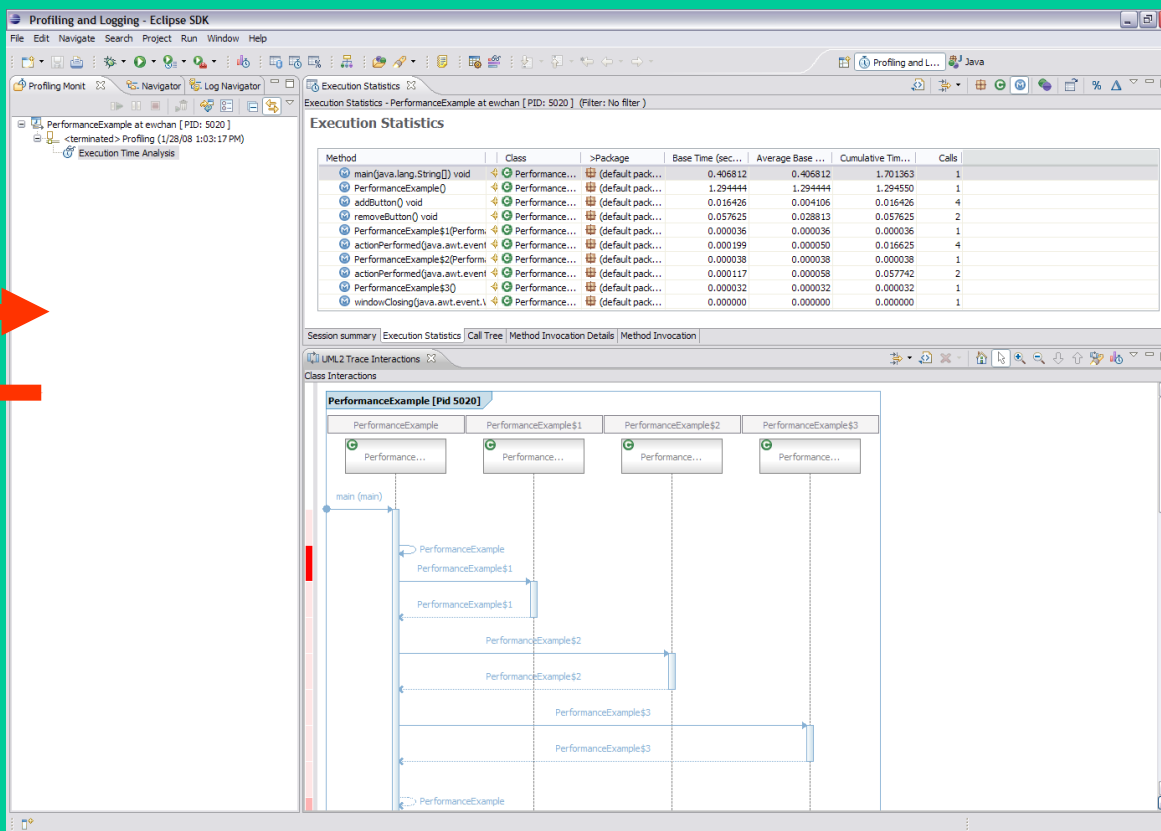 Profiling and Logging - Eclipse SDK
File Edit Navigate Search Project Run Window Help
Profiling and L... Java
Profiling Monit Navigator Log Navigator
PerformanceExample at ewchan [ PID: 5020 ]
<terminated> Profiling (1/28/08 1:03:17 PM)
Execution Time Analysis
Execution Statistics
Execution Statistics - PerformanceExample at ewchan [ PID: 5020 ] (Filter: No filter )
Execution Statistics
Method Class >Package Base Time (sec... Average Base ... Cumulative Tim... Calls
main(java.lang.String[]) void Performance... (default pack... 0.406812 0.406812 1.701363 1
PerformanceExample() Performance... (default pack... 1.294444 1.294444 1.294550 1
addButton() void Performance... (default pack... 0.016426 0.004106 0.016426 4
removeButton() void Performance... (default pack... 0.057625 0.028813 0.057625 2
PerformanceExample$1(Perform Performance... (default pack... 0.000036 0.000036 0.000036 1
actionPerformed(java.awt.event Performance... (default pack... 0.000199 0.000050 0.016625 4
PerformanceExample$2(Perform Performance... (default pack... 0.000038 0.000038 0.000038 1
actionPerformed(java.awt.event Performance... (default pack... 0.000117 0.000058 0.057742 2
PerformanceExample$3() Performance... (default pack... 0.000032 0.000032 0.000032 1
windowClosing(java.awt.event. Performance... (default pack... 0.000000 0.000000 0.000000 1
Session summary Execution Statistics Call Tree Method Invocation Details Method Invocation
UML2 Trace Interactions
Class Interactions
PerformanceExample [Pid 5020]
PerformanceExample PerformanceExample$1 PerformanceExample$2 PerformanceExample$3
Performance... Performance... Performance... Performance...
main (main)
PerformanceExample
PerformanceExample$1
PerformanceExample$1
PerformanceExample$2
PerformanceExample$2
PerformanceExample$3
PerformanceExample$3
PerformanceExample